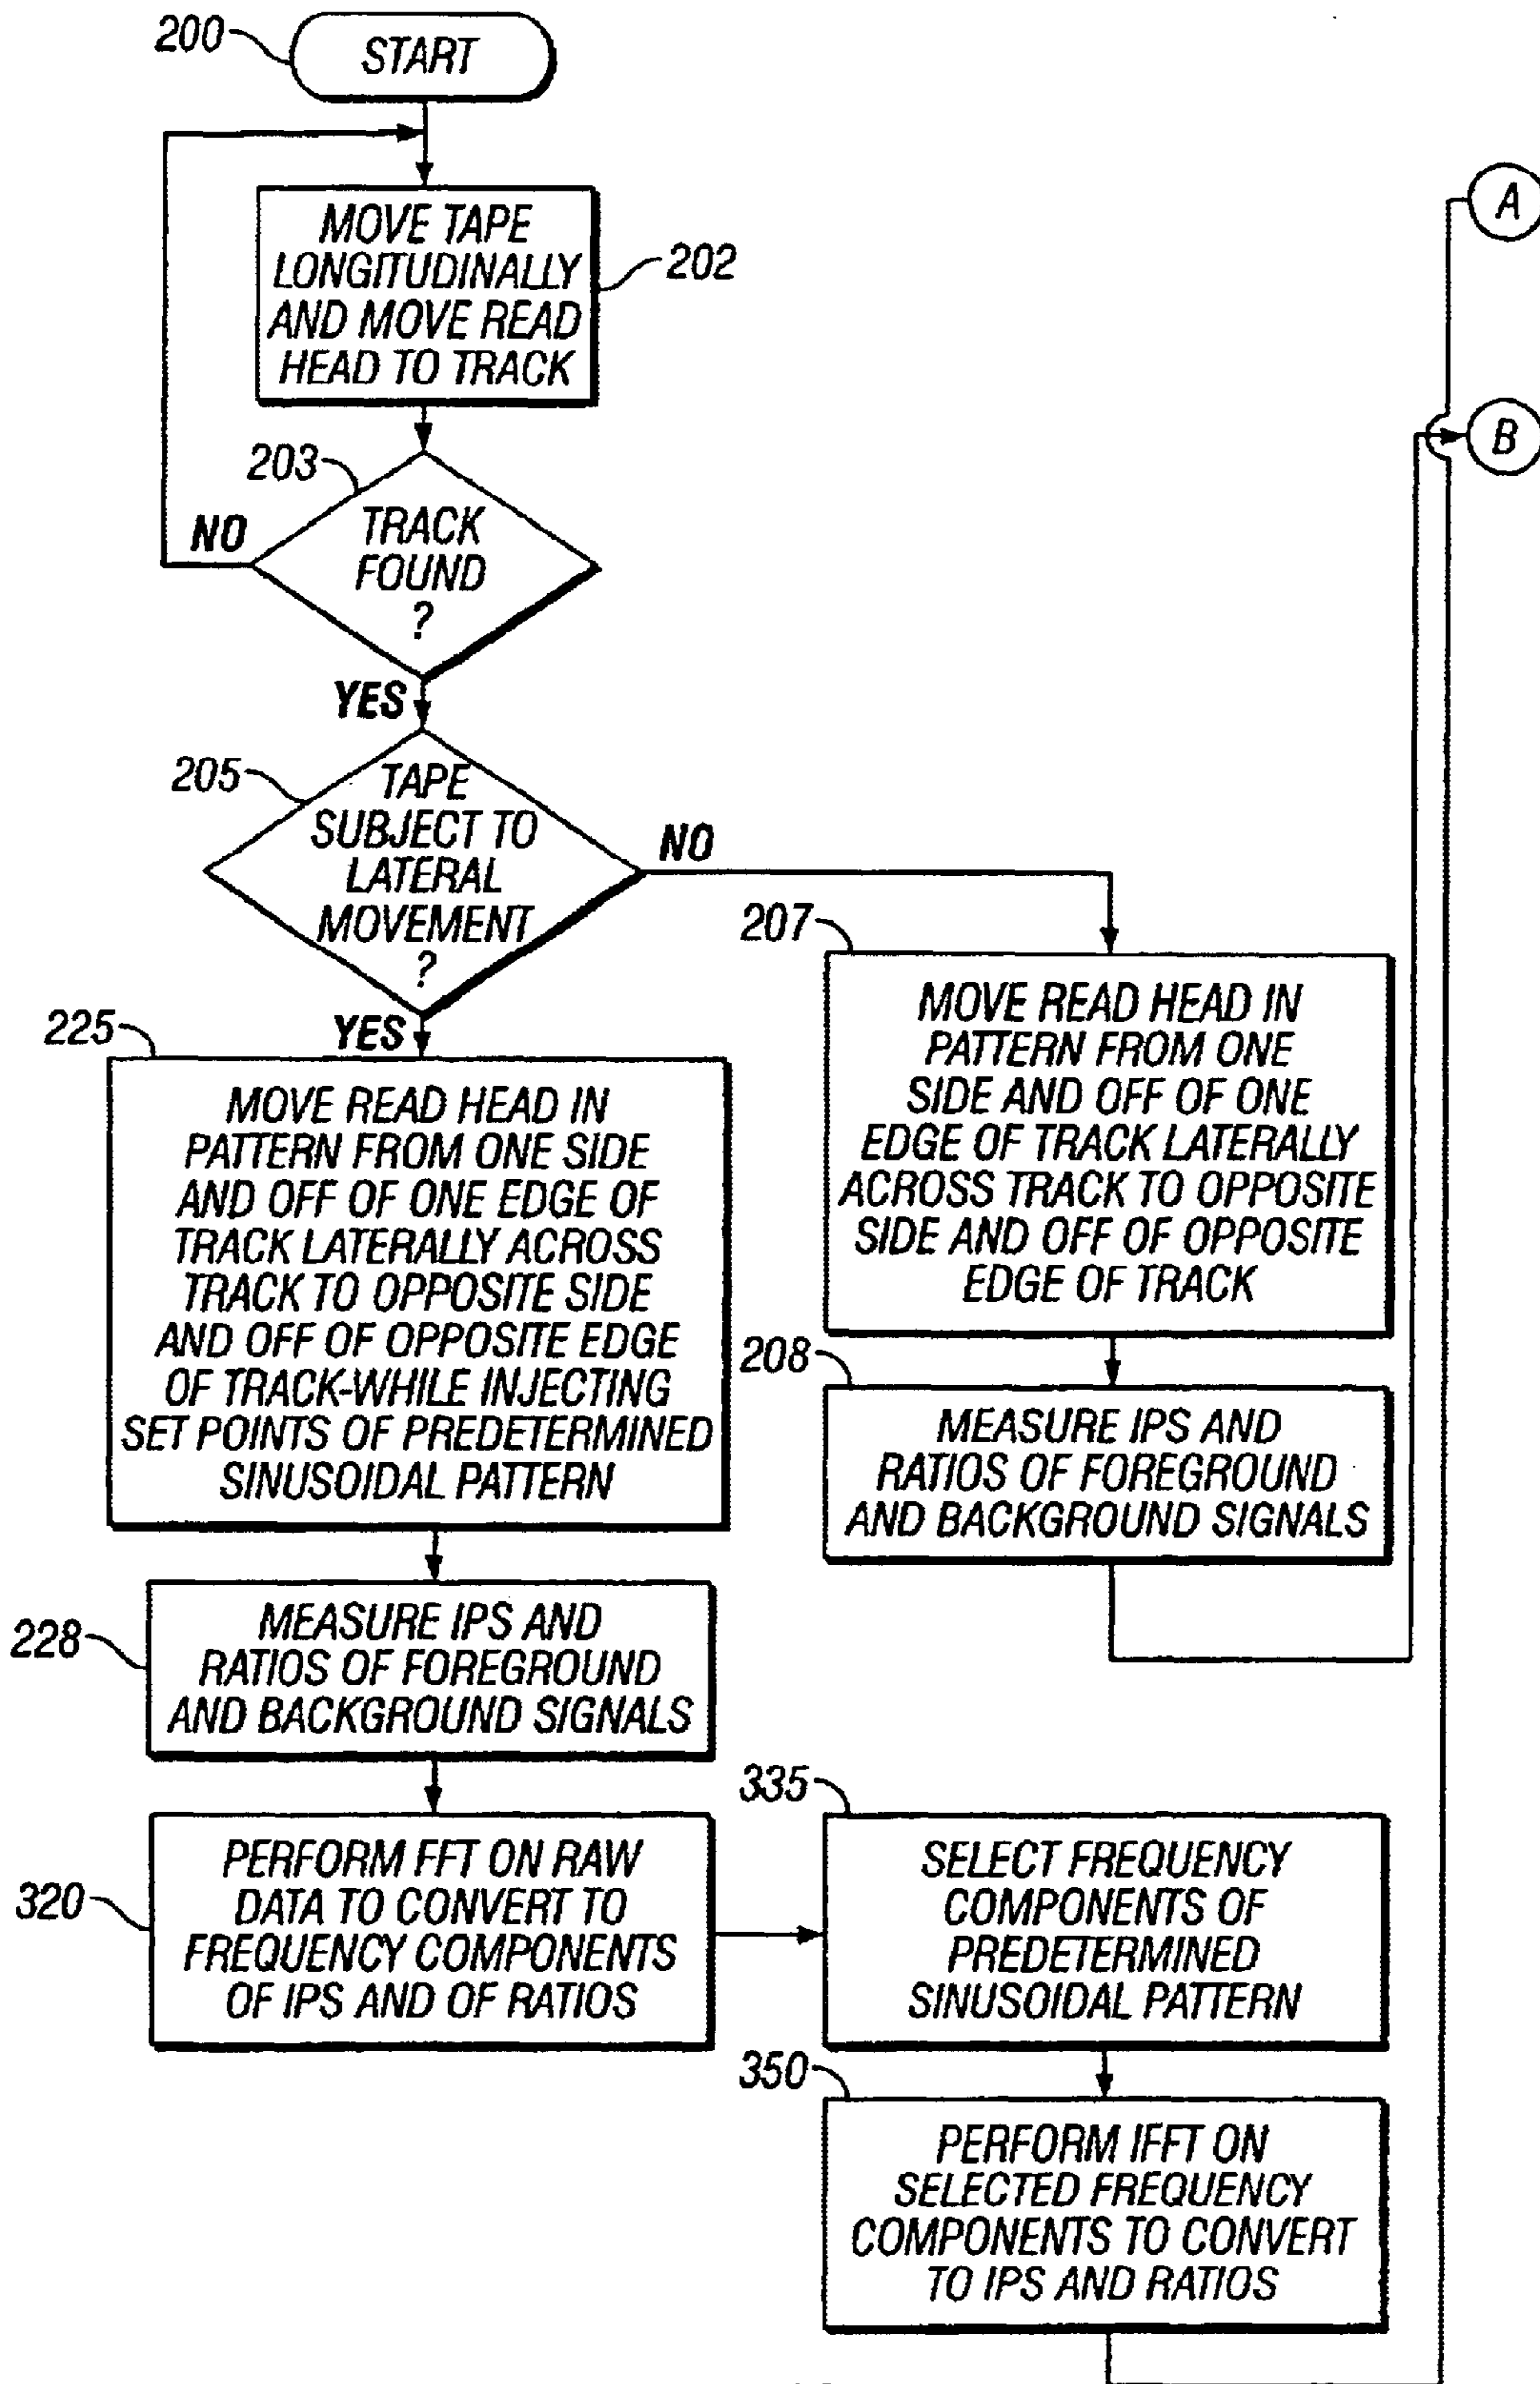 200
START
MOVE TAPE
LONGITUDINALLY
AND MOVE READ
HEAD TO TRACK
202
A
B
203
TRACK
FOUND
?
NO
YES
205
TAPE
SUBJECT TO
LATERAL
MOVEMENT
?
NO
YES
207
MOVE READ HEAD IN
PATTERN FROM ONE
SIDE AND OFF OF ONE
EDGE OF TRACK LATERALLY
ACROSS TRACK TO OPPOSITE
SIDE AND OFF OF OPPOSITE
EDGE OF TRACK
225
MOVE READ HEAD IN
PATTERN FROM ONE SIDE
AND OFF OF ONE EDGE OF
TRACK LATERALLY ACROSS
TRACK TO OPPOSITE SIDE
AND OFF OF OPPOSITE EDGE
OF TRACK-WHILE INJECTING
SET POINTS OF PREDETERMINED
SINUSOIDAL PATTERN
208
MEASURE IPS AND
RATIOS OF FOREGROUND
AND BACKGROUND SIGNALS
228
MEASURE IPS AND
RATIOS OF FOREGROUND
AND BACKGROUND SIGNALS
320
PERFORM FFT ON RAW
DATA TO CONVERT TO
FREQUENCY COMPONENTS
OF IPS AND OF RATIOS
335
SELECT FREQUENCY
COMPONENTS OF
PREDETERMINED
SINUSOIDAL PATTERN
350
PERFORM IFFT ON
SELECTED FREQUENCY
COMPONENTS TO CONVERT
TO IPS AND RATIOS